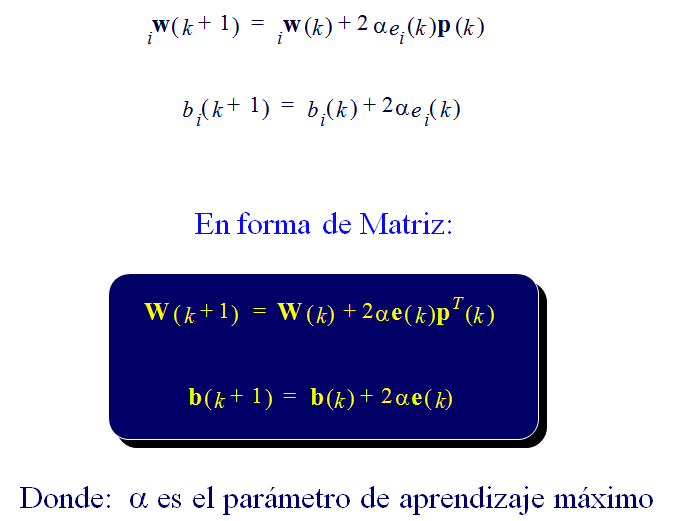 ᵢw(k + 1) = ᵢw(k) + 2αeᵢ(k)p(k)
bᵢ(k + 1) = bᵢ(k) + 2αeᵢ(k)
En forma de Matriz:
W(k + 1) = W(k) + 2αe(k)pᵀ(k)
b(k + 1) = b(k) + 2αe(k)
Donde: α es el parámetro de aprendizaje máximo